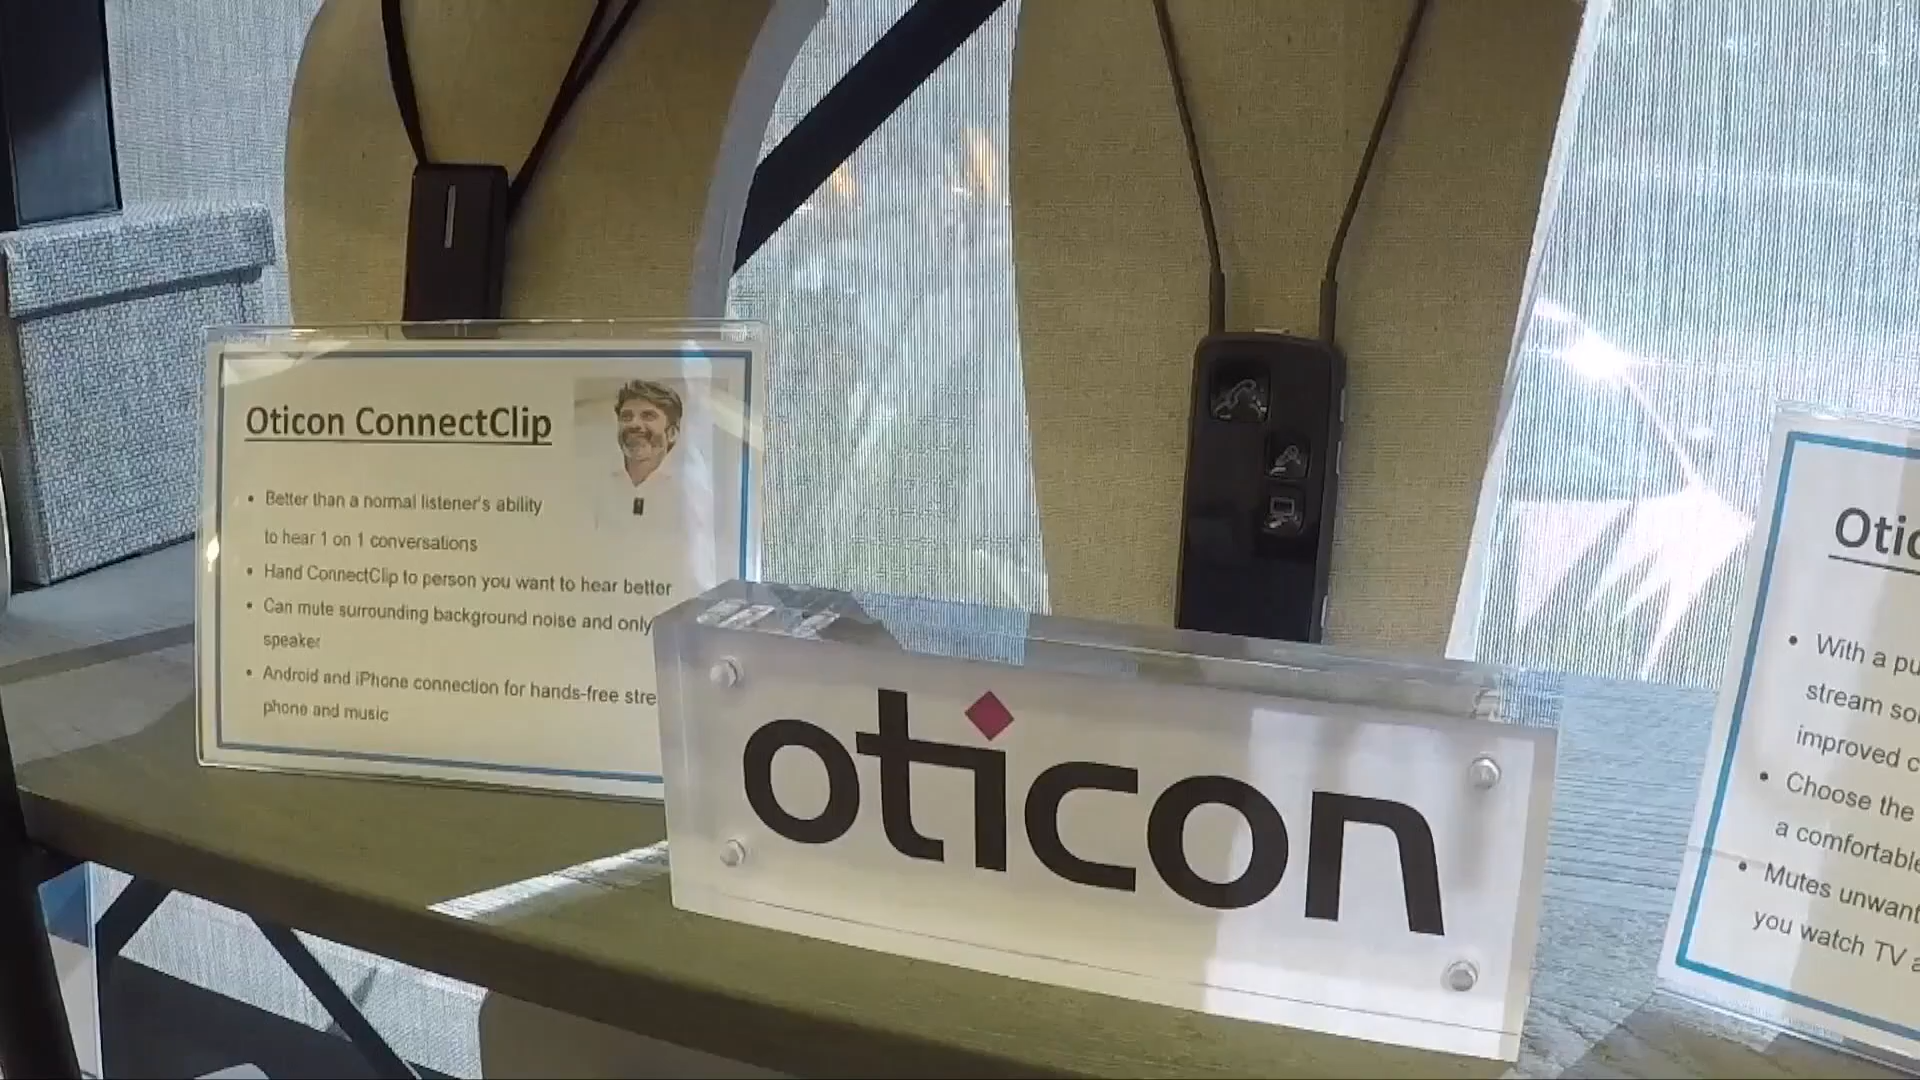 Oticon ConnectClip
• Better than a normal listener's ability
to hear 1 on 1 conversations
• Hand ConnectClip to person you want to hear better
• Can mute surrounding background noise and only
speaker
• Android and iPhone connection for hands-free stre
phone and music
oticon
Otic
• With a pu
stream so
improved c
• Choose the
a comfortable
• Mutes unwant
you watch TV a